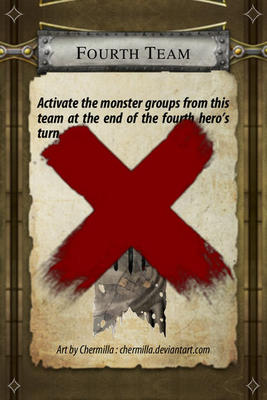 FOURTH TEAM
Activate the monster groups from this
team at the end of the fourth hero's
turn
Art by Chermilla : chermilla.deviantart.com